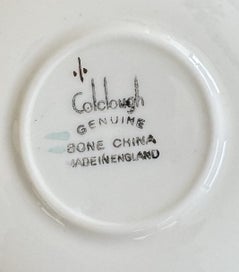 Colclough
GENUINE
BONE CHINA
MADE IN ENGLAND